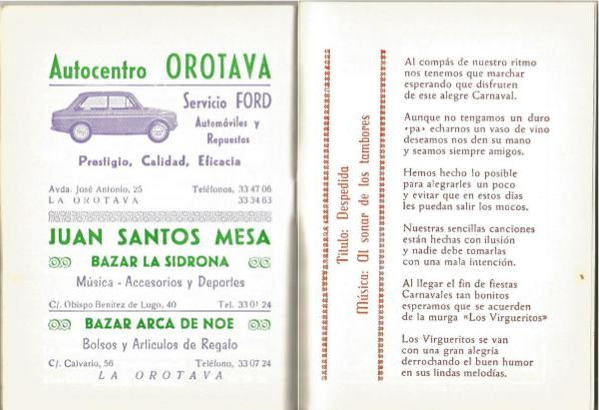 Autocentro OROTAVA
Servicio FORD
Automóviles y
Repuestos
Prestigio, Calidad, Eficacia
Avda. José Antonio, 25 Teléfonos, 33 47 06
LA OROTAVA 33 34 63
JUAN SANTOS MESA
BAZAR LA SIDRONA
Música - Accesorios y Deportes
C/. Obispo Benítez de Lugo, 40 Tel. 33 01 24
BAZAR ARCA DE NOE
Bolsos y Artículos de Regalo
C/. Calvario, 56 Teléfono, 33 07 24
LA OROTAVA
Título: Despedida
Música: Al sonar de los tambores
Al compás de nuestro ritmo
nos tenemos que marchar
esperando que disfruten
de este alegre Carnaval.
Aunque no tengamos un duro
«pa» echarnos un vaso de vino
deseamos nos den su mano
y seamos siempre amigos.
Hemos hecho lo posible
para alegrarles un poco
y evitar que en estos días
les puedan salir los mocos.
Nuestras sencillas canciones
están hechas con ilusión
y nadie debe tomarlas
con una mala intención.
Al llegar el fin de fiestas
Carnavales tan bonitos
esperamos que se acuerden
de la murga «Los Virgueritos»
Los Virgueritos se van
con una gran alegría
derrochando el buen humor
en sus lindas melodías.